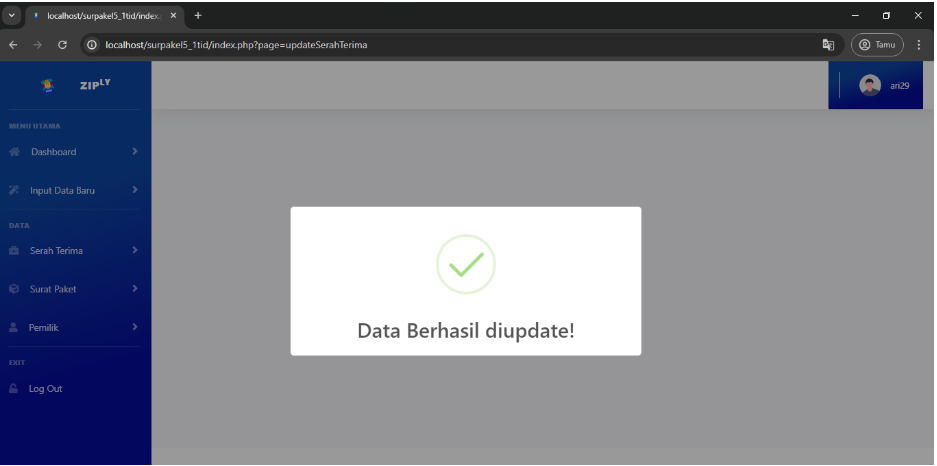 localhost/surpakel5_1tid/index.
localhost/surpakel5_1tid/index.php?page=updateSerahTerima
Tamu
ZIPLY
ari29
MENU UTAMA
Dashboard
Input Data Baru
DATA
Serah Terima
Surat Paket
Pemilik
EXIT
Log Out
Data Berhasil diupdate!